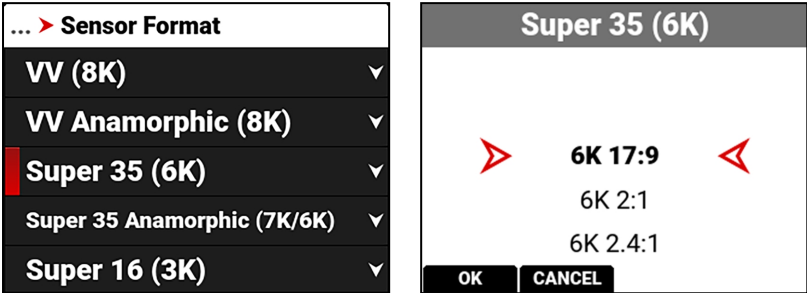 ... Sensor Format
VV (8K)
VV Anamorphic (8K)
Super 35 (6K)
Super 35 Anamorphic (7K/6K)
Super 16 (3K)
Super 35 (6K)
6K 17:9
6K 2:1
6K 2.4:1
OK CANCEL